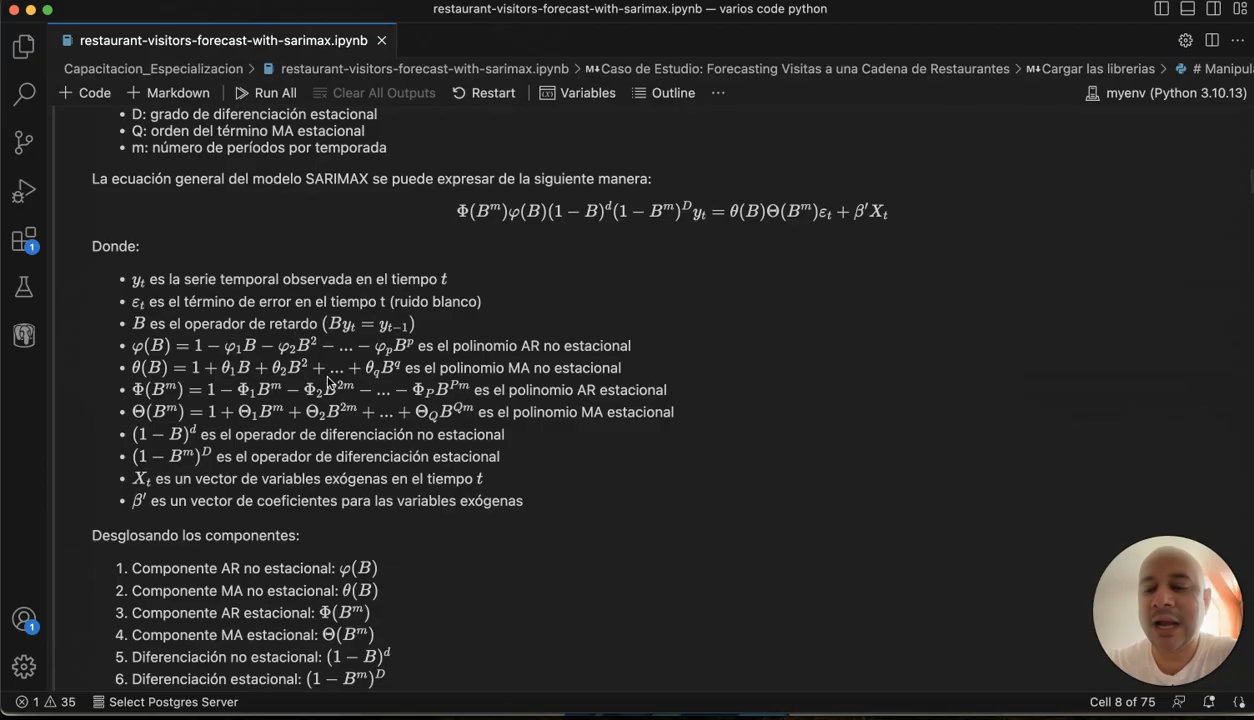 restaurant-visitors-forecast-with-sarimax.ipynb — varios code python
restaurant-visitors-forecast-with-sarimax.ipynb
Capacitacion_Especializacion > restaurant-visitors-forecast-with-sarimax.ipynb > M↓Caso de Estudio: Forecasting Visitas a una Cadena de Restaurantes > M↓Cargar las librerias > # Manipula
+ Code + Markdown Run All Clear All Outputs Restart Variables Outline ··· myenv (Python 3.10.13)
• D: grado de diferenciación estacional
• Q: orden del término MA estacional
• m: número de períodos por temporada
La ecuación general del modelo SARIMAX se puede expresar de la siguiente manera:
Φ(B^m)φ(B)(1 − B)^d(1 − B^m)^D y_t = θ(B)Θ(B^m)ε_t + β′X_t
Donde:
• y_t es la serie temporal observada en el tiempo t
• ε_t es el término de error en el tiempo t (ruido blanco)
• B es el operador de retardo (By_t = y_{t−1})
• φ(B) = 1 − φ_1B − φ_2B^2 − ... − φ_pB^p es el polinomio AR no estacional
• θ(B) = 1 + θ_1B + θ_2B^2 + ... + θ_qB^q es el polinomio MA no estacional
• Φ(B^m) = 1 − Φ_1B^m − Φ_2B^{2m} − ... − Φ_PB^{Pm} es el polinomio AR estacional
• Θ(B^m) = 1 + Θ_1B^m + Θ_2B^{2m} + ... + Θ_QB^{Qm} es el polinomio MA estacional
• (1 − B)^d es el operador de diferenciación no estacional
• (1 − B^m)^D es el operador de diferenciación estacional
• X_t es un vector de variables exógenas en el tiempo t
• β′ es un vector de coeficientes para las variables exógenas
Desglosando los componentes:
1. Componente AR no estacional: φ(B)
2. Componente MA no estacional: θ(B)
3. Componente AR estacional: Φ(B^m)
4. Componente MA estacional: Θ(B^m)
5. Diferenciación no estacional: (1 − B)^d
6. Diferenciación estacional: (1 − B^m)^D
1
1
1 35 Select Postgres Server Cell 8 of 75